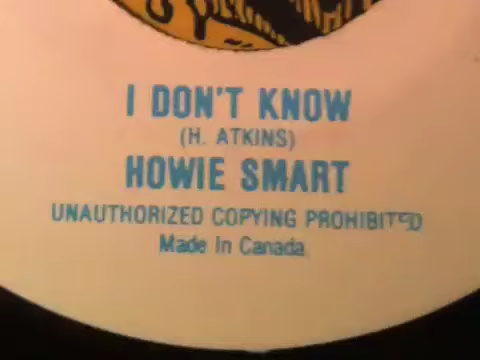 I DON'T KNOW
(H. ATKINS)
HOWIE SMART
UNAUTHORIZED COPYING PROHIBITED
Made In Canada